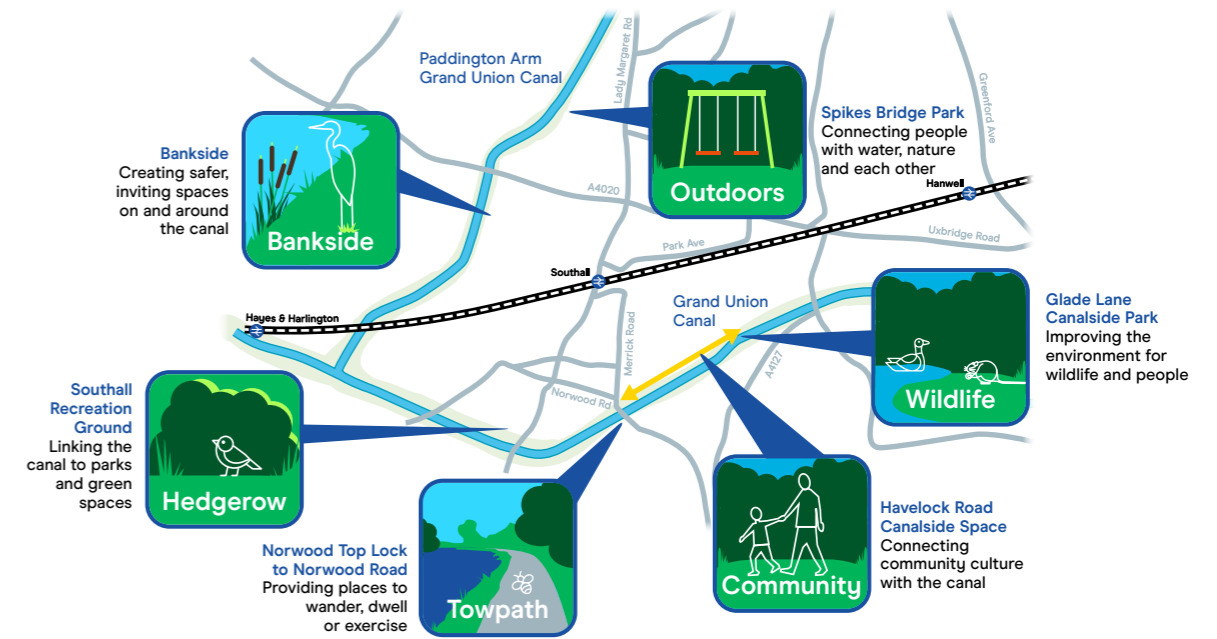 Paddington Arm
Grand Union Canal
Lady Margaret Rd
Greenford Ave
Bankside
Creating safer,
inviting spaces
on and around
the canal
Bankside
Outdoors
Spikes Bridge Park
Connecting people
with water, nature
and each other
Hanwell
A4020
Uxbridge Road
Park Ave
Southall
Hayes & Harlington
Grand Union
Canal
Merrick Road
A4127
Norwood Rd
Wildlife
Glade Lane
Canalside Park
Improving the
environment for
wildlife and people
Southall
Recreation
Ground
Linking the
canal to parks
and green
spaces
Hedgerow
Norwood Top Lock
to Norwood Road
Providing places to
wander, dwell
or exercise
Towpath
Community
Havelock Road
Canalside Space
Connecting
community culture
with the canal